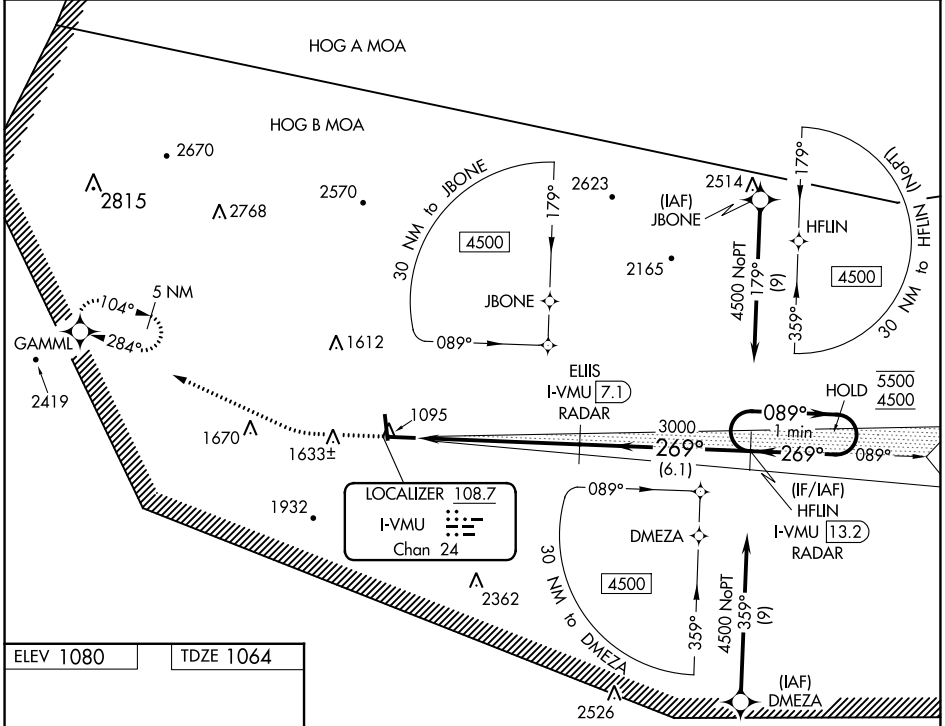 HOG A MOA
HOG B MOA
2670
2815
2768
2570
30 NM to JBONE
179°
4500
JBONE
089°
2623
2514
(IAF)
JBONE
2165
4500 NoPT
179°
(9)
179°
HFLIN
359°
4500
30 NM to HFLIN (NoPT)
104°
5 NM
284°
GAMML
2419
1612
ELIIS
I-VMU 7.1
RADAR
HOLD
5500
4500
1095
1670
1633±
3000
269°
(6.1)
089°
1 min
269°
089°
LOCALIZER 108.7
I-VMU
Chan 24
1932
089°
DMEZA
4500
359°
30 NM to DMEZA
(IF/IAF)
HFLIN
I-VMU 13.2
RADAR
2362
4500 NoPT
359°
(9)
(IAF)
DMEZA
2526
ELEV 1080
TDZE 1064